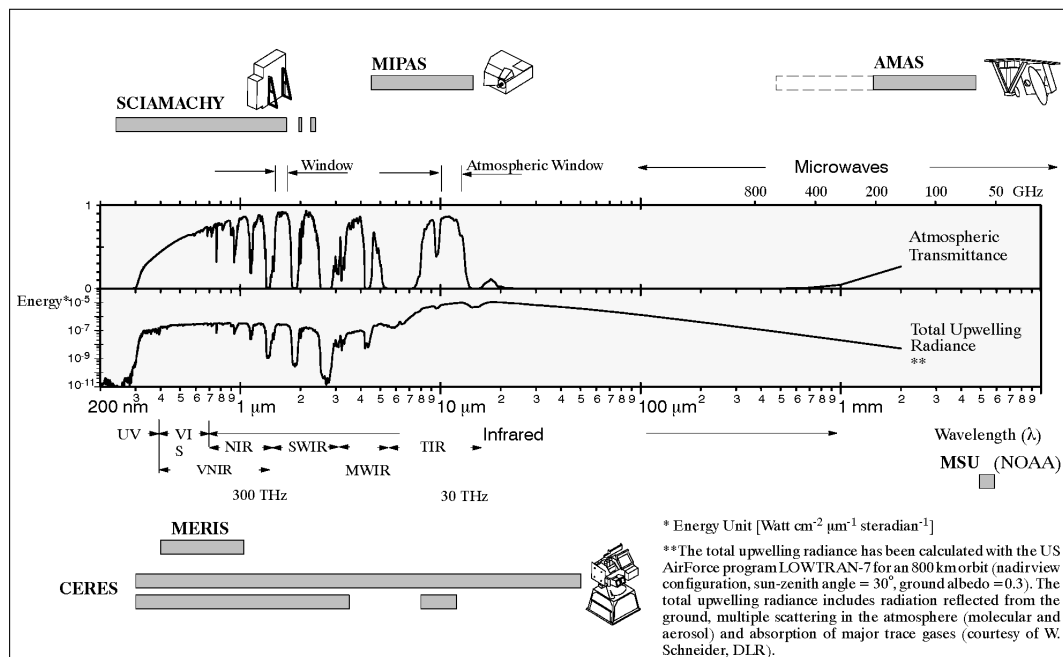 MIPAS
AMAS
SCIAMACHY
Window
Atmospheric Window
Microwaves
800 400 200 100 50 GHz
1
Atmospheric
Transmittance
0
0
Energy*
10-5
10-7
Total Upwelling
Radiance
**
10-9
10-11
3 4 5 6 7 8 9 2 3 4 5 6 7 8 9 2 3 4 5 6 7 8 9 2 3 4 5 6 7 8 9 2 3 4 5 6 7 8 9
200 nm 1 μm 10 μm 100 μm 1 mm
UV VI Infrared Wavelength (λ)
S NIR SWIR TIR
VNIR MWIR
MSU (NOAA)
300 THz 30 THz
MERIS
CERES
* Energy Unit [Watt cm-2 μm-1 steradian-1]
**The total upwelling radiance has been calculated with the US
AirForce program LOWTRAN-7 for an 800 km orbit (nadir view
configuration, sun-zenith angle = 30°, ground albedo = 0.3). The
total upwelling radiance includes radiation reflected from the
ground, multiple scattering in the atmosphere (molecular and
aerosol) and absorption of major trace gases (courtesy of W.
Schneider, DLR).